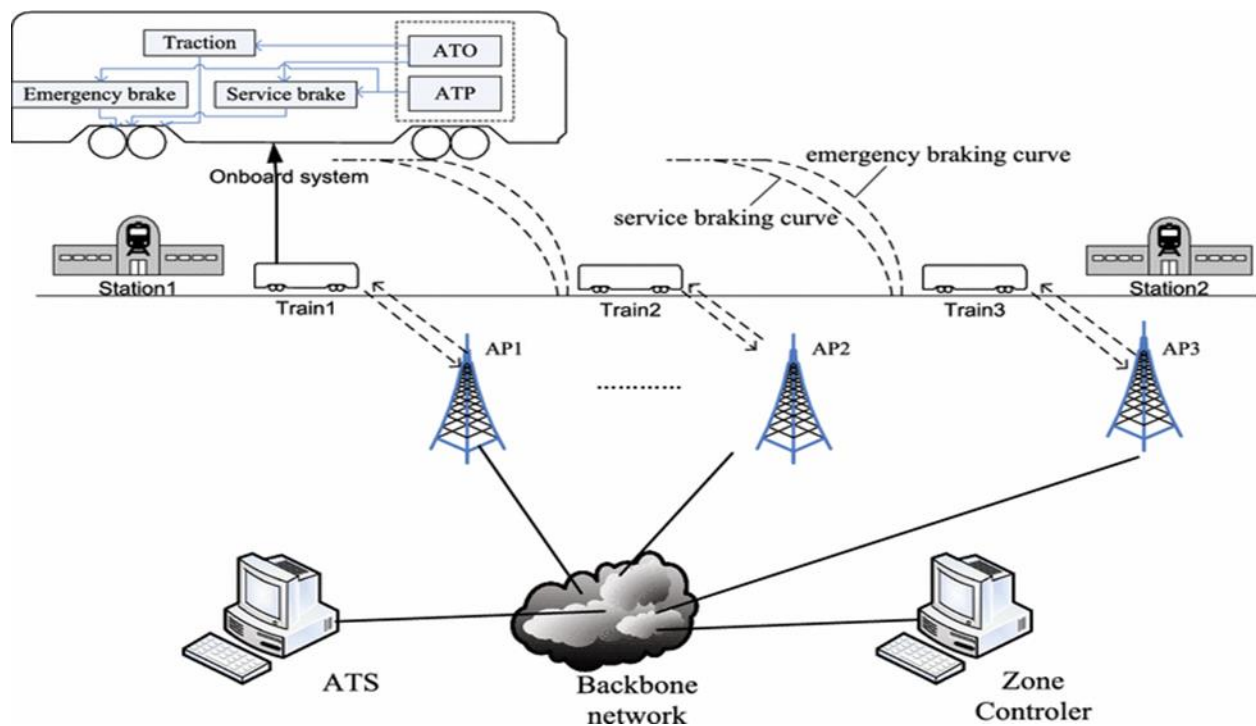 Traction
ATO
Emergency brake
Service brake
ATP
Onboard system
emergency braking curve
service braking curve
Station1
Train1
Train2
Train3
Station2
AP1
AP2
AP3
ATS
Backbone
network
Zone
Controler